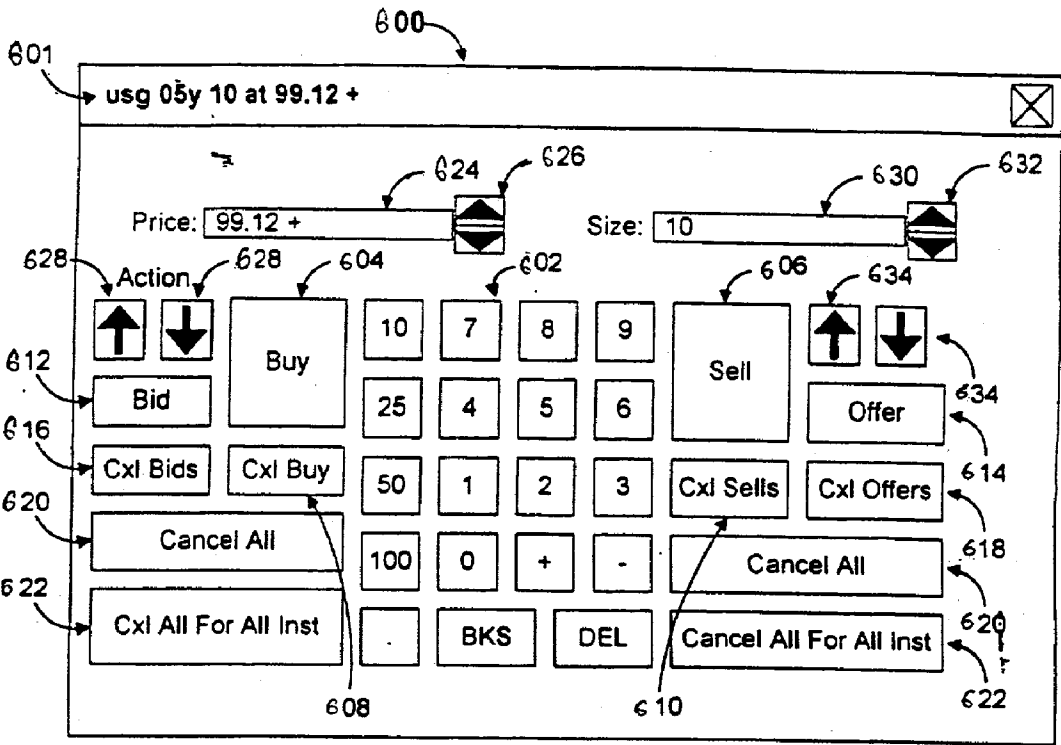 600
601
usg 05y 10 at 99.12 +
624 626 630 632
Price: 99.12 + Size: 10
628 Action 628 604 602 606 634
Buy 10 7 8 9 Sell
612 Bid 25 4 5 6 Offer 634
616 Cxl Bids Cxl Buy 50 1 2 3 Cxl Sells Cxl Offers 614
620 Cancel All 100 0 + - Cancel All 618
622 Cxl All For All Inst . BKS DEL Cancel All For All Inst 620
608 610 622